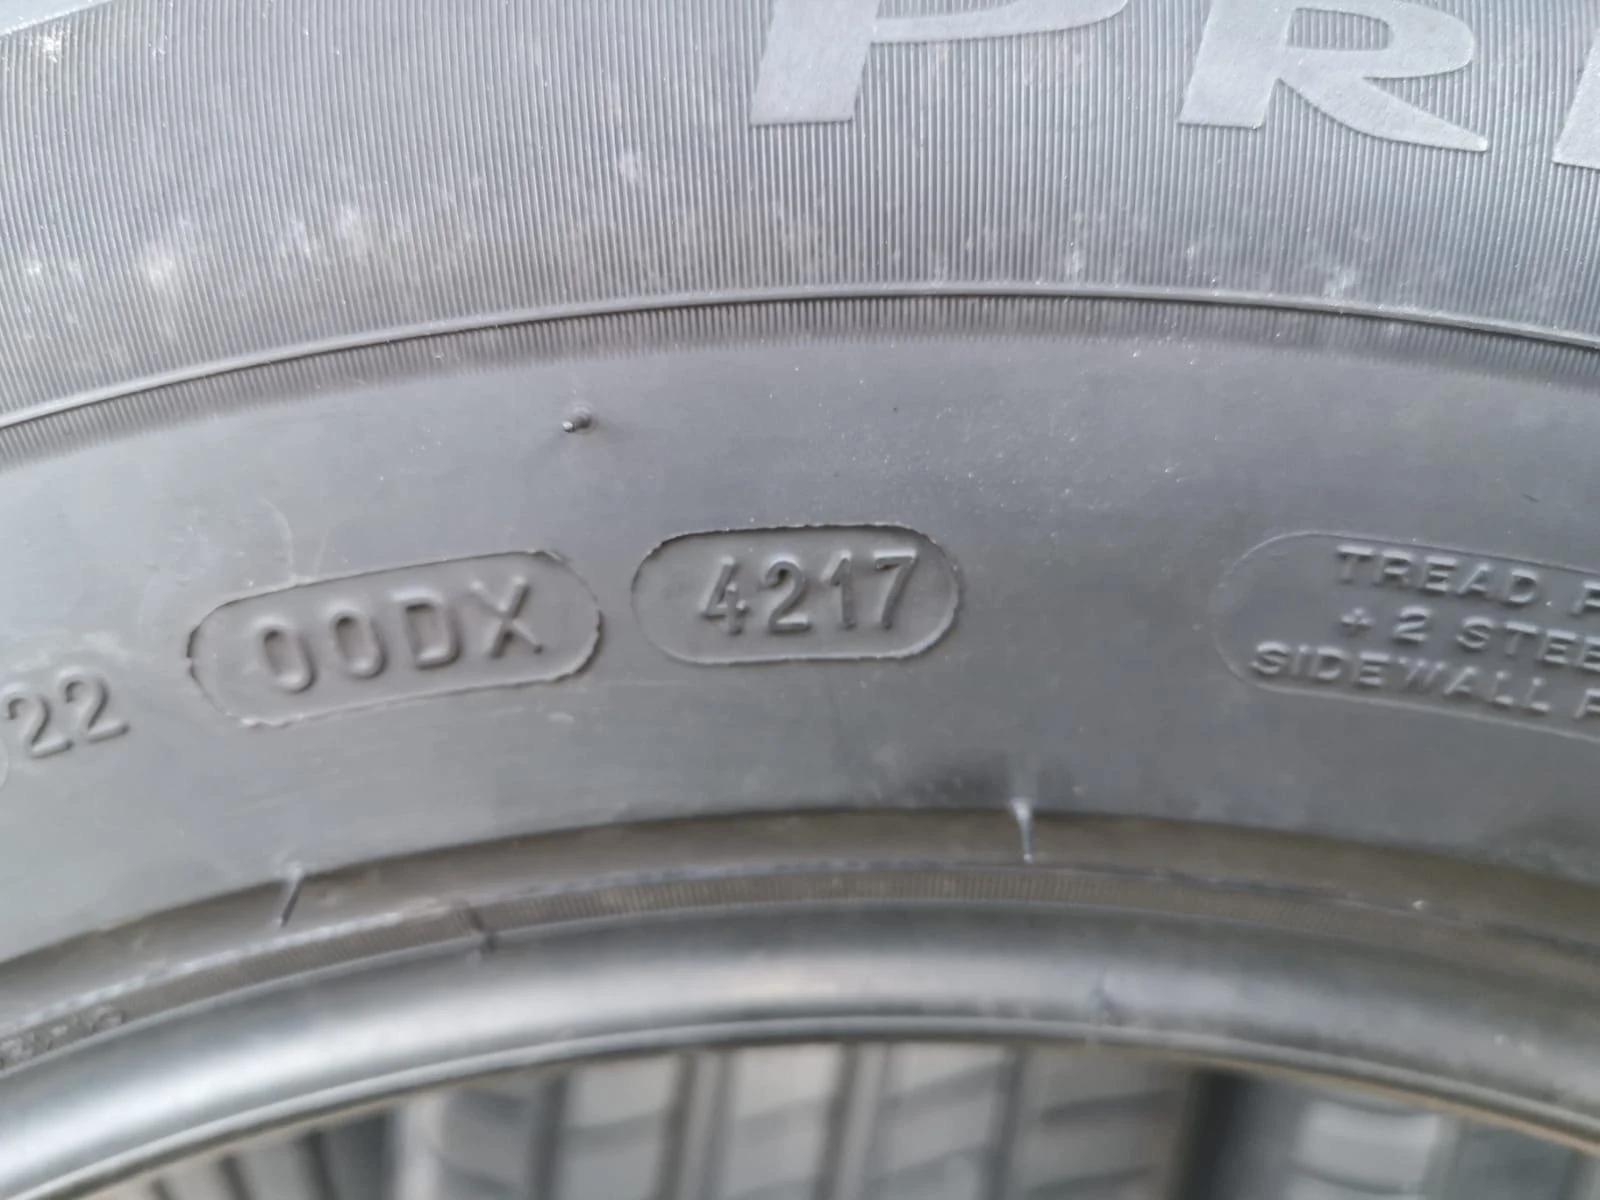 PR
22 00DX 4217
TREAD
+ 2 STEE
SIDEWALL